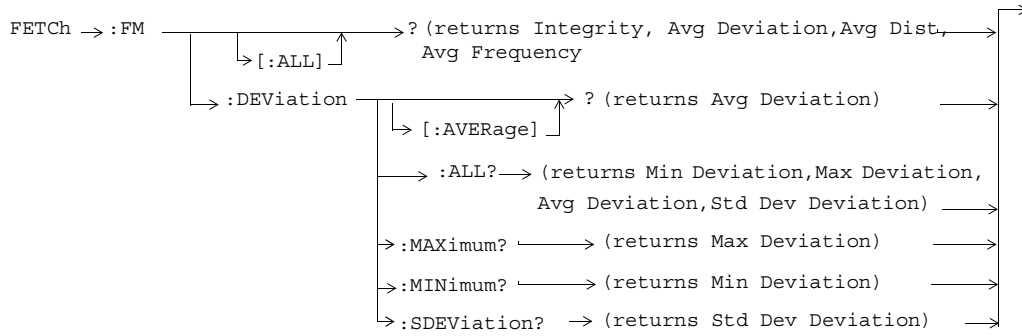 FETCh :FM ? (returns Integrity, Avg Deviation,Avg Dist,
Avg Frequency
[:ALL]
:DEViation ? (returns Avg Deviation)
[:AVERage]
:ALL? (returns Min Deviation,Max Deviation,
Avg Deviation,Std Dev Deviation)
:MAXimum? (returns Max Deviation)
:MINimum? (returns Min Deviation)
:SDEViation? (returns Std Dev Deviation)